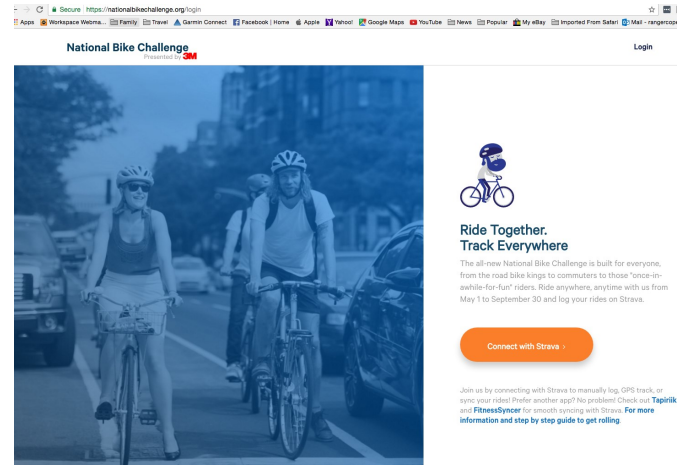 Secure https://nationalbikechallenge.org/login
Apps Workspace Webma... Family Travel Garmin Connect Facebook | Home Apple Yahoo! Google Maps YouTube News Popular My eBay Imported From Safari Mail - rangercope
National Bike Challenge
Presented by 3M
Login
Ride Together.
Track Everywhere
The all-new National Bike Challenge is built for everyone,
from the road bike kings to commuters to those "once-in-
awhile-for-fun" riders. Ride anywhere, anytime with us from
May 1 to September 30 and log your rides on Strava.
Connect with Strava ›
Join us by connecting with Strava to manually log, GPS track, or
sync your rides! Prefer another app? No problem! Check out Tapiriik
and FitnessSyncer for smooth syncing with Strava. For more
information and step by step guide to get rolling.